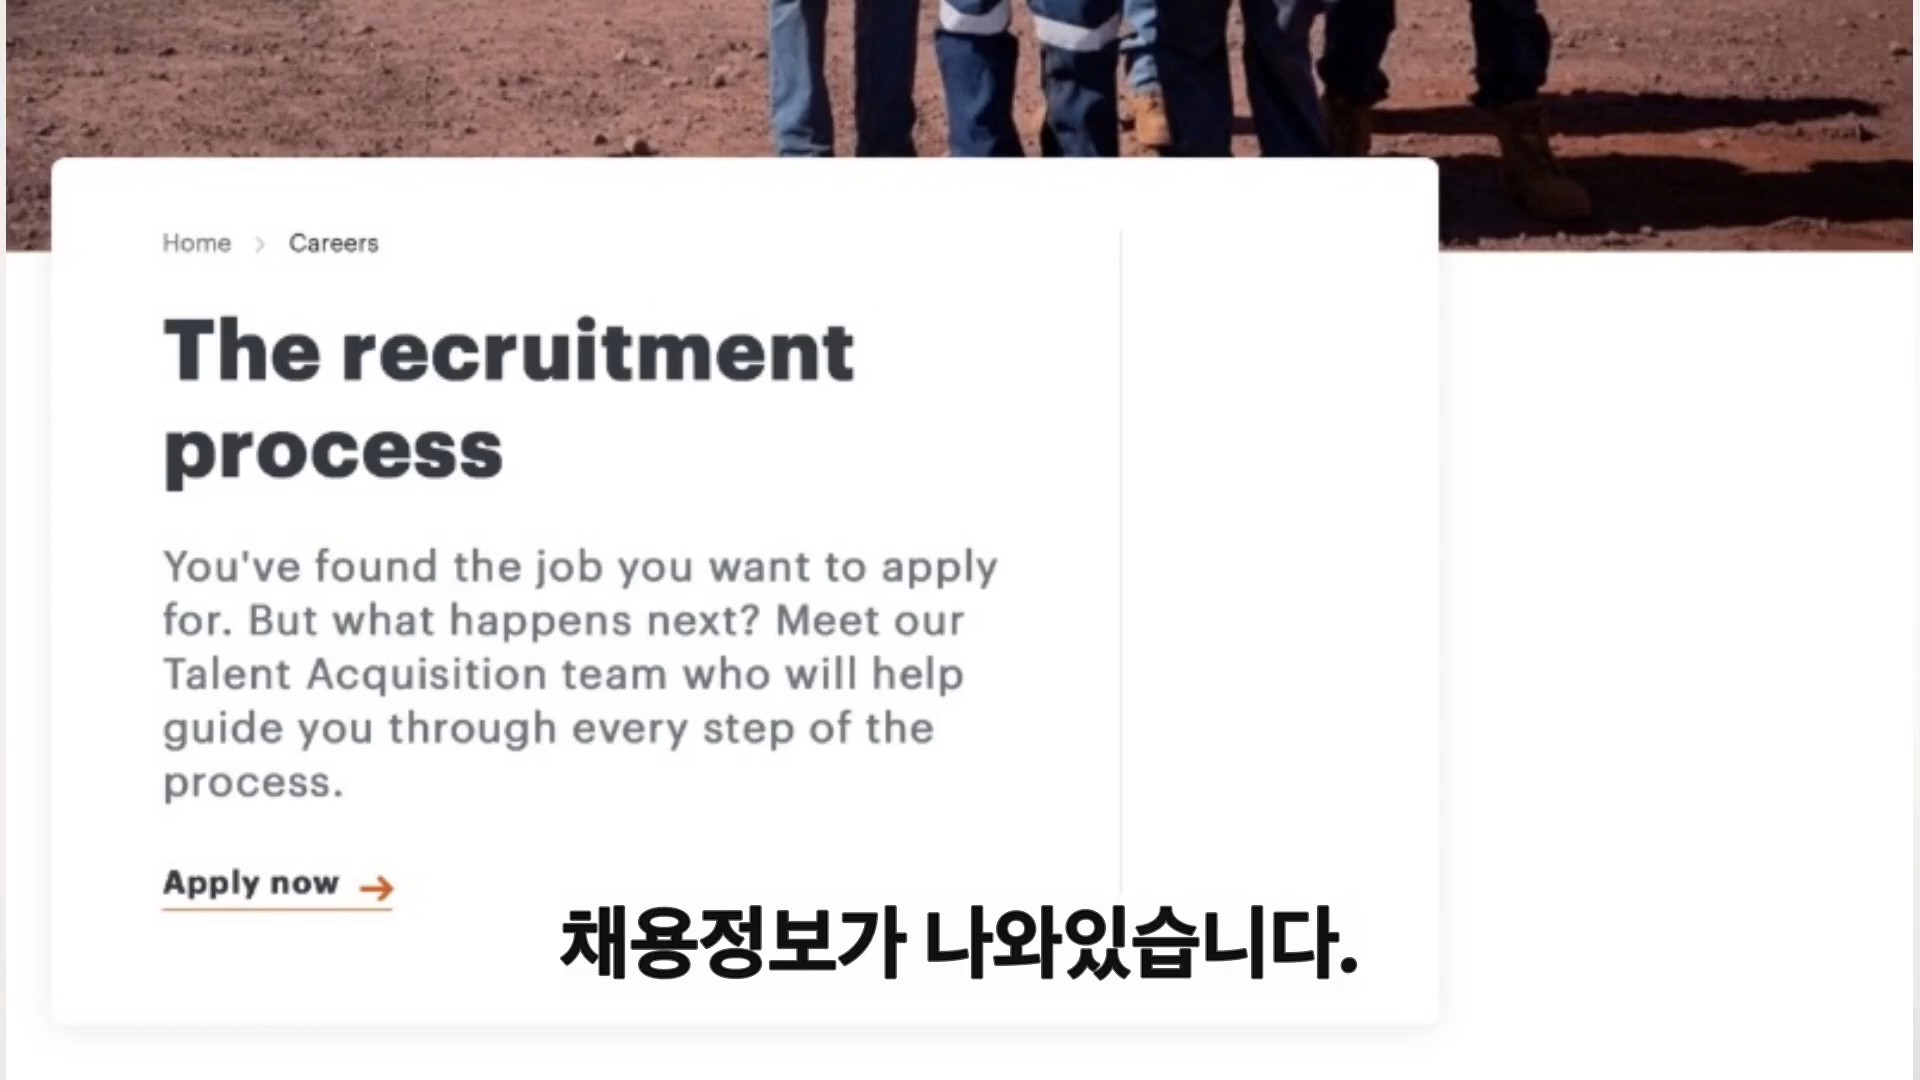 Home > Careers
The recruitment
process
You've found the job you want to apply
for. But what happens next? Meet our
Talent Acquisition team who will help
guide you through every step of the
process.
Apply now →
채용정보가 나와있습니다.